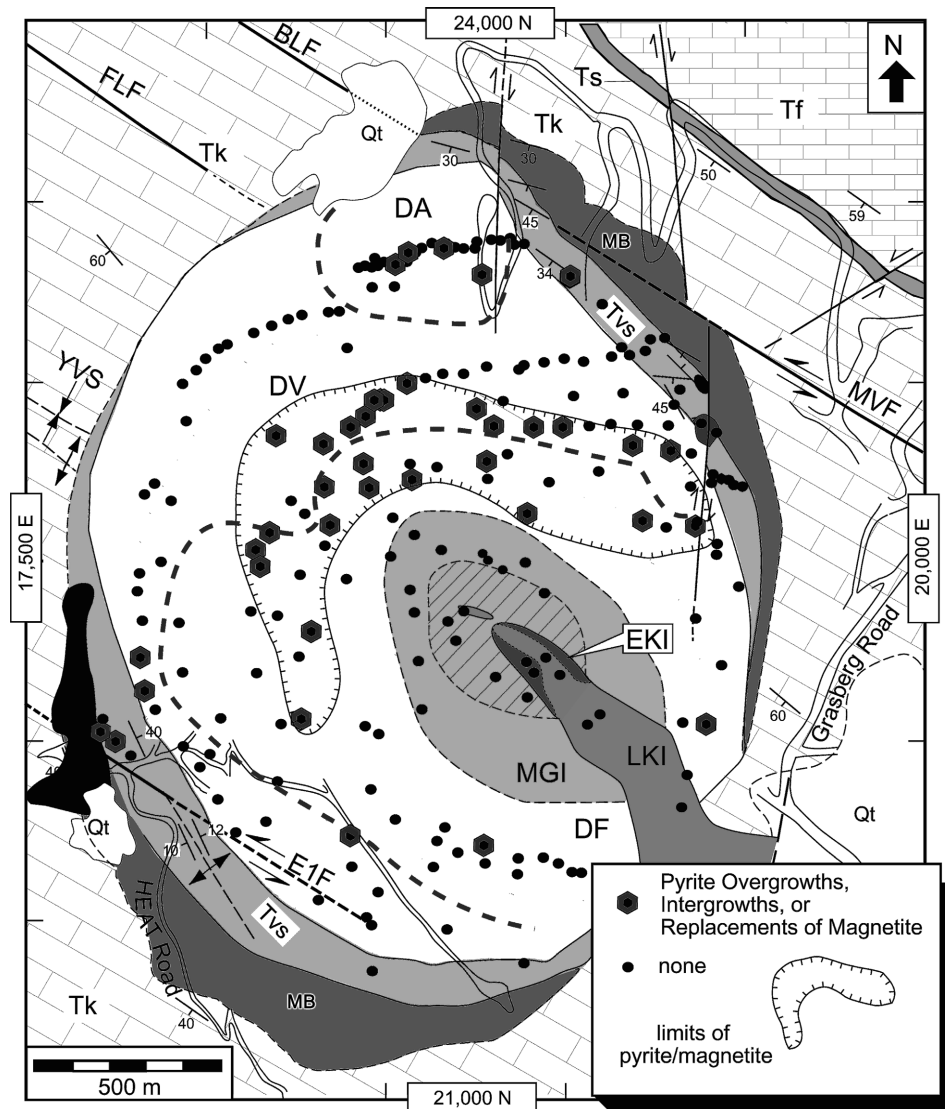 24,000 N
N
BLF
FLF
Ts
Tf
Tk
Qt
Tk
30
30
50
59
DA
45
MB
60
34
Tvs
YVS
DV
45
MVF
17,500 E
20,000 E
EKI
Grasberg Road
60
40
LKI
MGI
Qt
Qt
12
10
DF
E1F
HEAT Road
Tvs
MB
Tk
40
Pyrite Overgrowths,
Intergrowths, or
Replacements of Magnetite
none
limits of
pyrite/magnetite
500 m
21,000 N